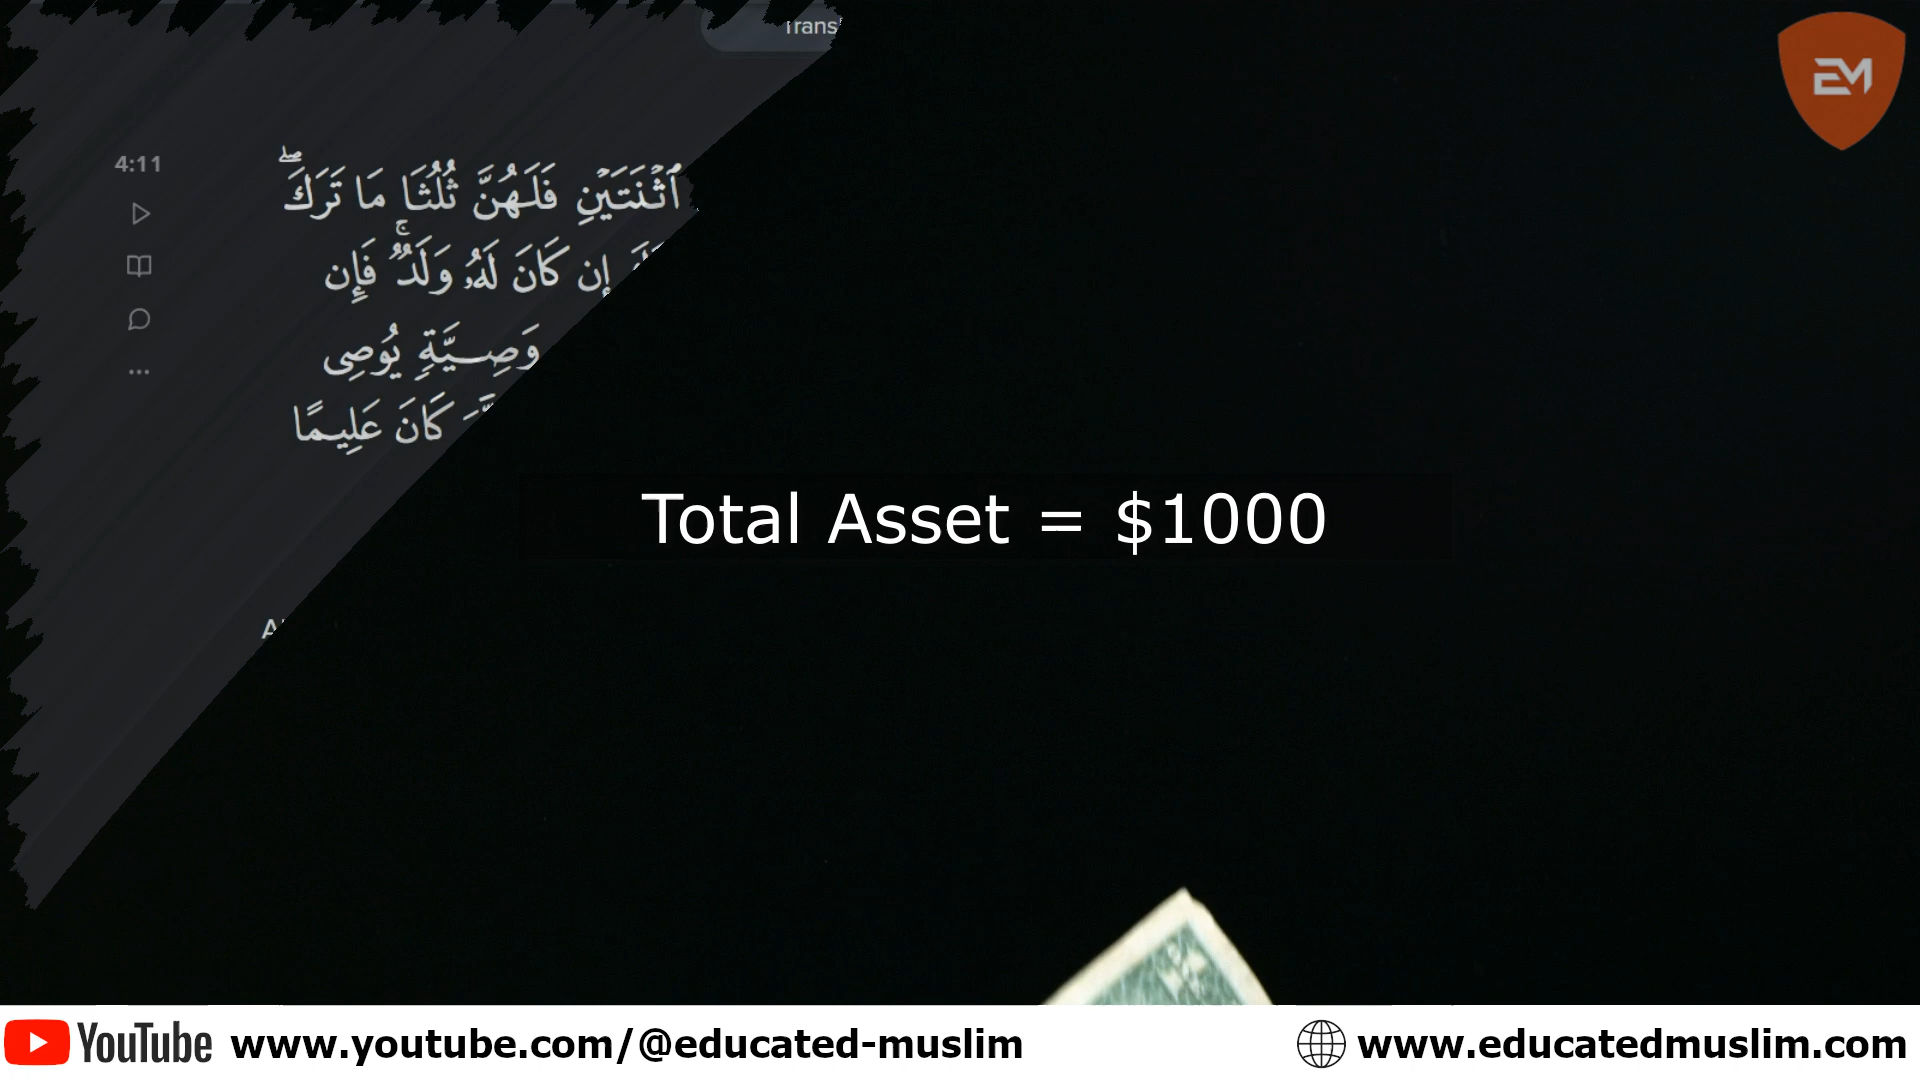 4:11
ٱثْنَتَيْنِ فَلَهُنَّ ثُلُثَا مَا تَرَكَ ۖ
إِن كَانَ لَهُۥ وَلَدٌ ۚ فَإِن
وَصِيَّةٍ يُوصِى
كَانَ عَلِيمًا
Total Asset = $1000
EM
YouTube www.youtube.com/@educated-muslim
www.educatedmuslim.com